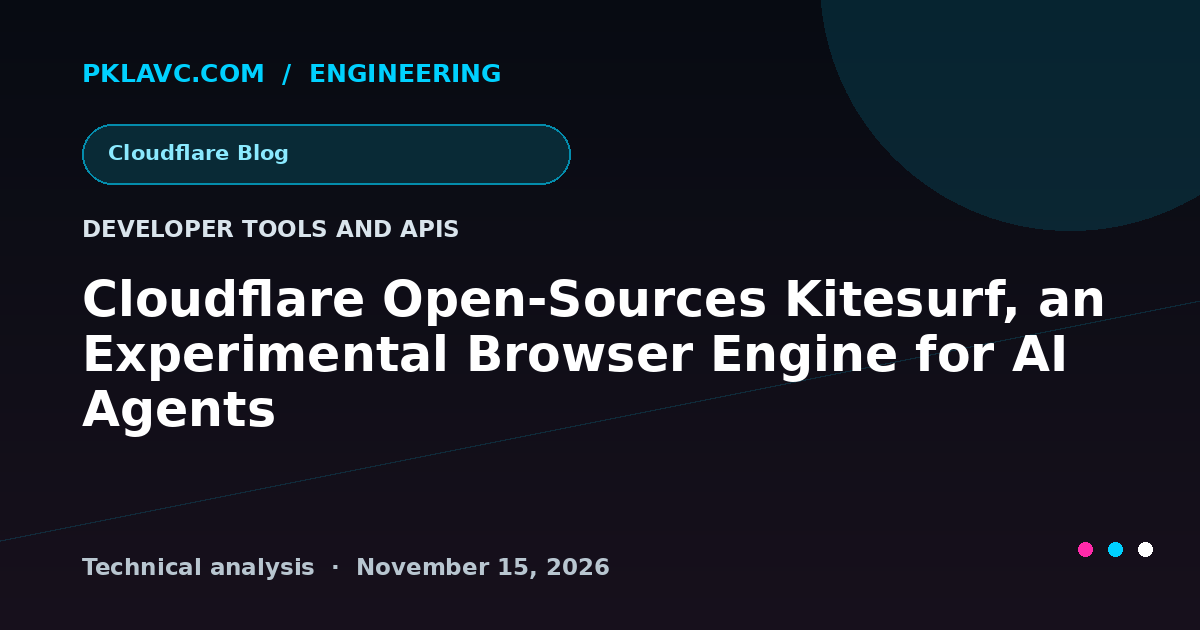 PKLAVC.COM / ENGINEERING
Cloudflare Blog
DEVELOPER TOOLS AND APIS
Cloudflare Open-Sources Kitesurf, an
Experimental Browser Engine for AI
Agents
Technical analysis · November 15, 2026